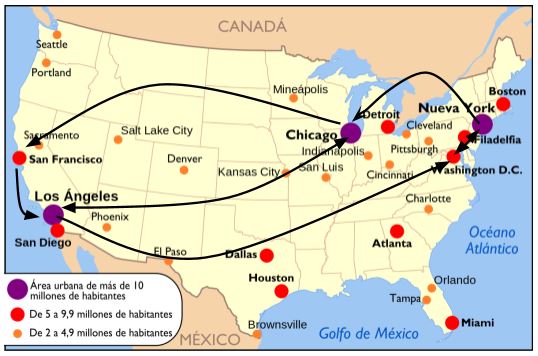 CANADÁ
Seattle
Portland
Mineápolis
Boston
Nueva York
Detroit
Chicago
Cleveland
Filadelfia
Sacramento
Salt Lake City
Indianápolis
Pittsburgh
San Francisco
Denver
Kansas City
San Luis
Cincinnati
Washington D.C.
Los Ángeles
Phoenix
Charlotte
San Diego
Océano
Atlántico
El Paso
Dallas
Atlanta
Houston
Orlando
Tampa
Brownsville
Golfo de México
Miami
MÉXICO
Área urbana de más de 10
millones de habitantes
De 5 a 9,9 millones de habitantes
De 2 a 4,9 millones de habitantes